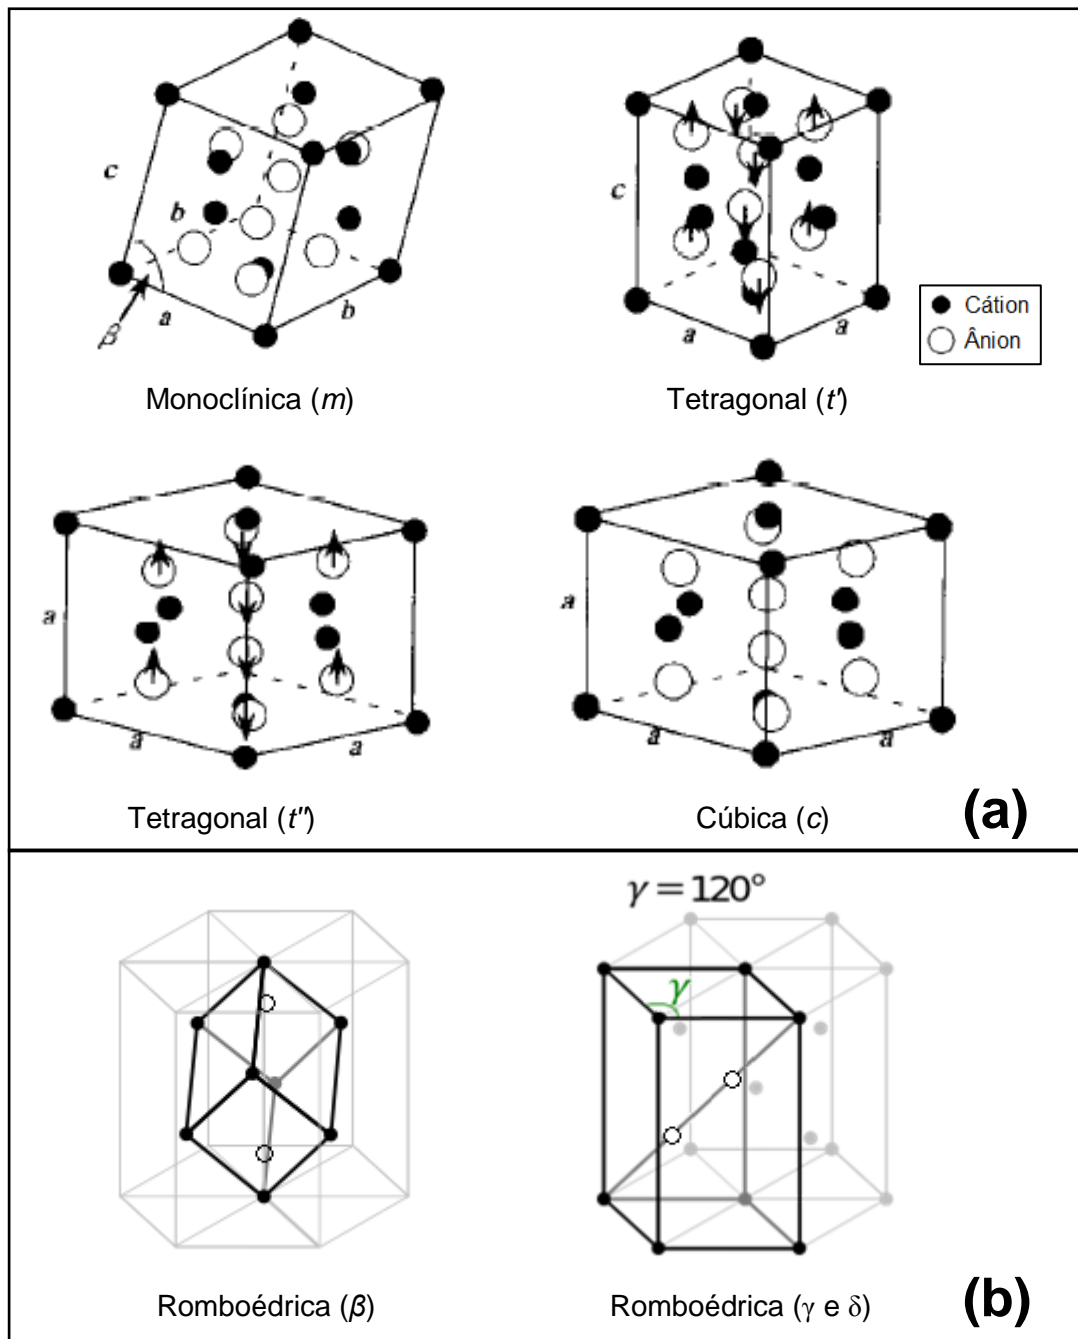 c
b
β
a
b
Monoclínica (m)
c
a
a
Tetragonal (t')
Cátion
Ânion
a
a
a
Tetragonal (t'')
a
a
a
Cúbica (c)
(a)
γ = 120°
γ
Romboédrica (β)
Romboédrica (γ e δ)
(b)